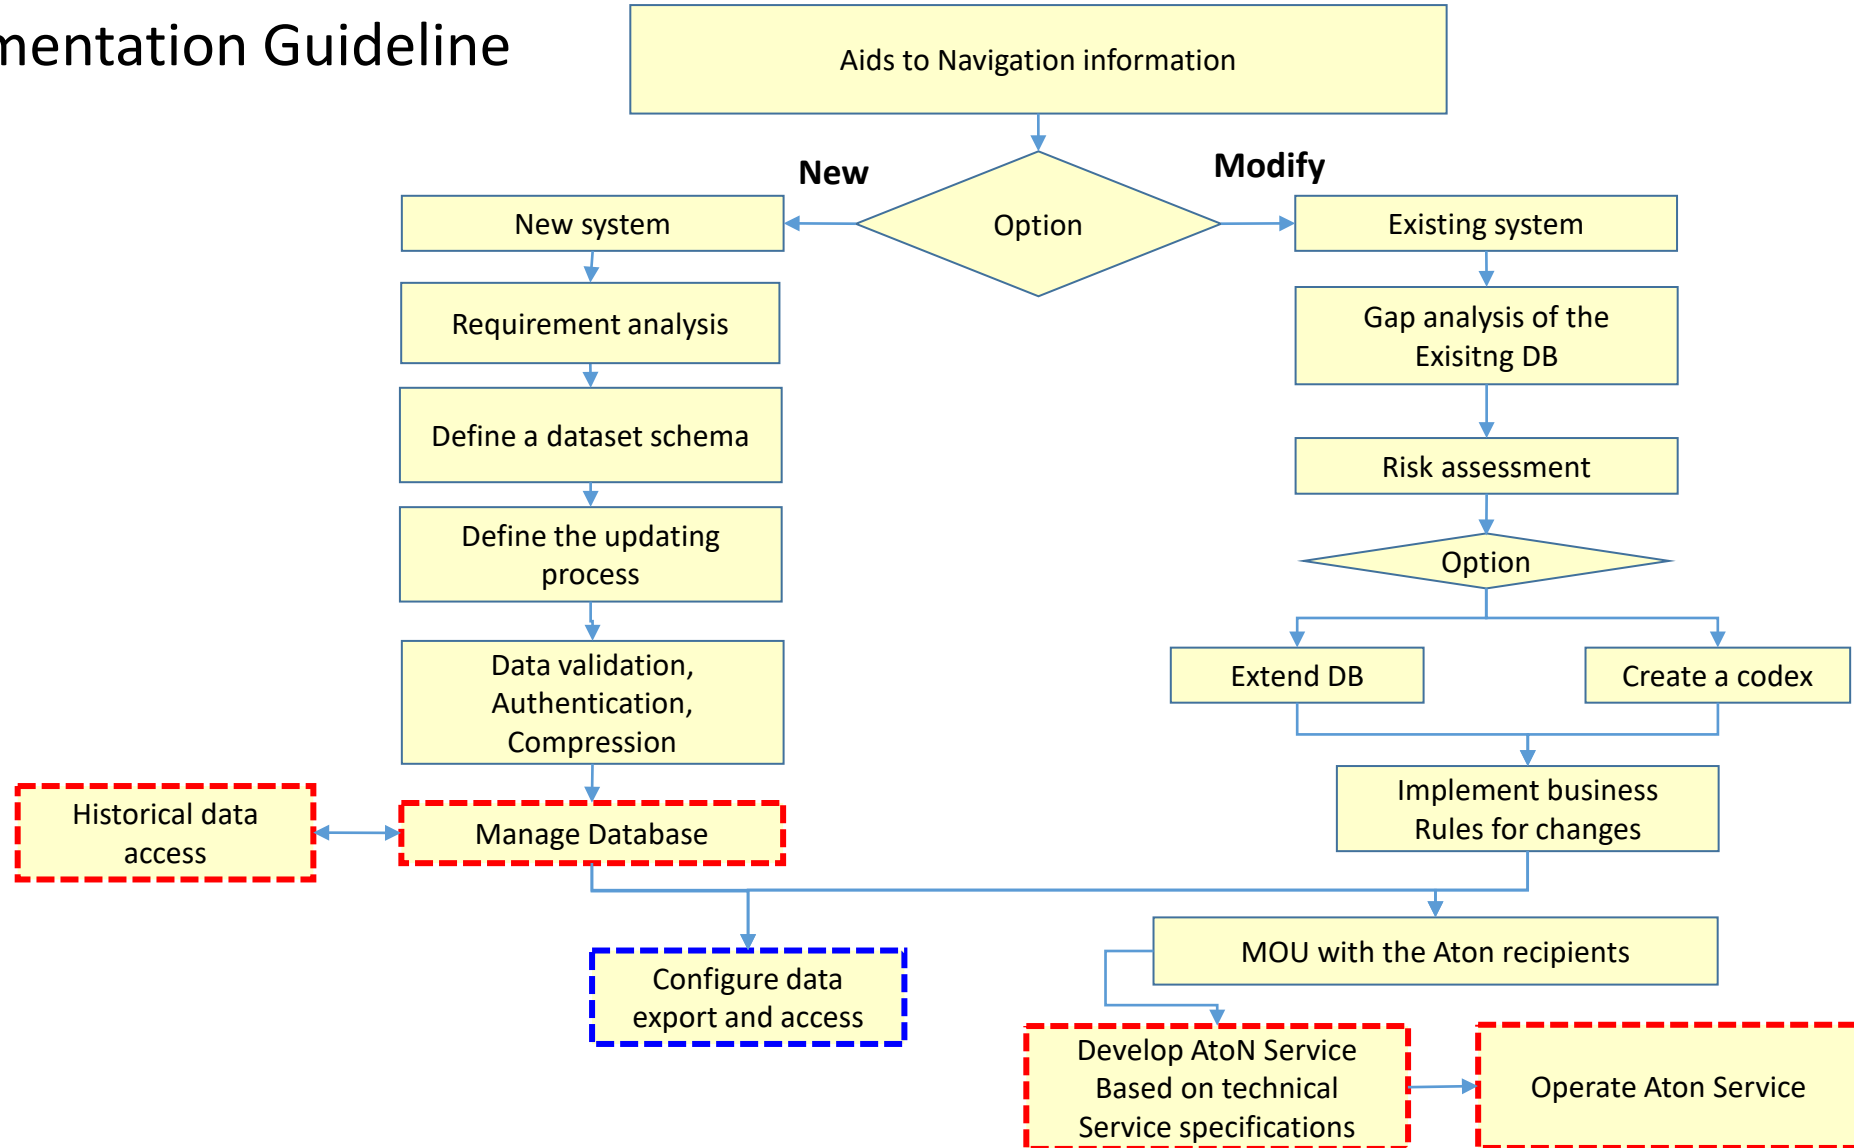 mentation Guideline
Aids to Navigation information
New
Modify
Option
New system
Existing system
Requirement analysis
Gap analysis of the
Exisitng DB
Define a dataset schema
Risk assessment
Define the updating
process
Option
Data validation,
Authentication,
Compression
Extend DB
Create a codex
Historical data
access
Manage Database
Implement business
Rules for changes
MOU with the Aton recipients
Configure data
export and access
Develop AtoN Service
Based on technical
Service specifications
Operate Aton Service